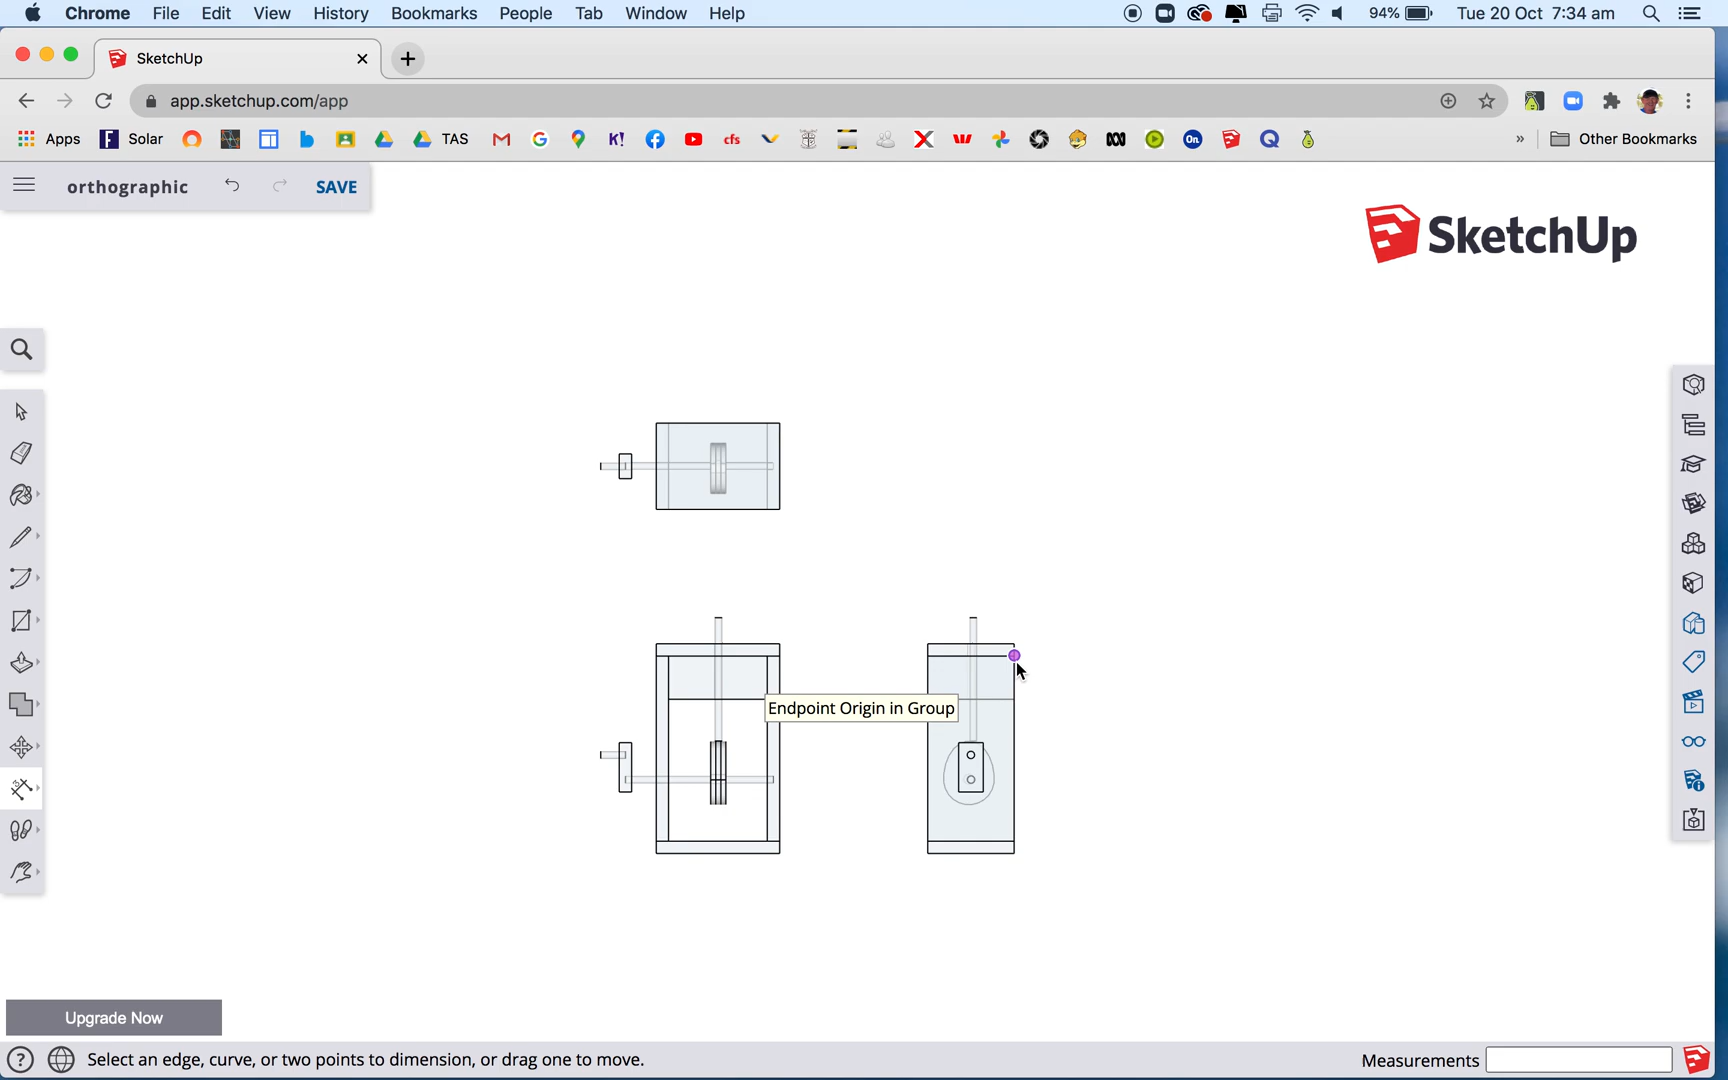 Chrome File Edit View History Bookmarks People Tab Window Help 94% Tue 20 Oct 7:34 am
SketchUp
app.sketchup.com/app
Apps Solar TAS K! cfs On Other Bookmarks
orthographic SAVE
SketchUp
Endpoint Origin in Group
Upgrade Now
Select an edge, curve, or two points to dimension, or drag one to move. Measurements